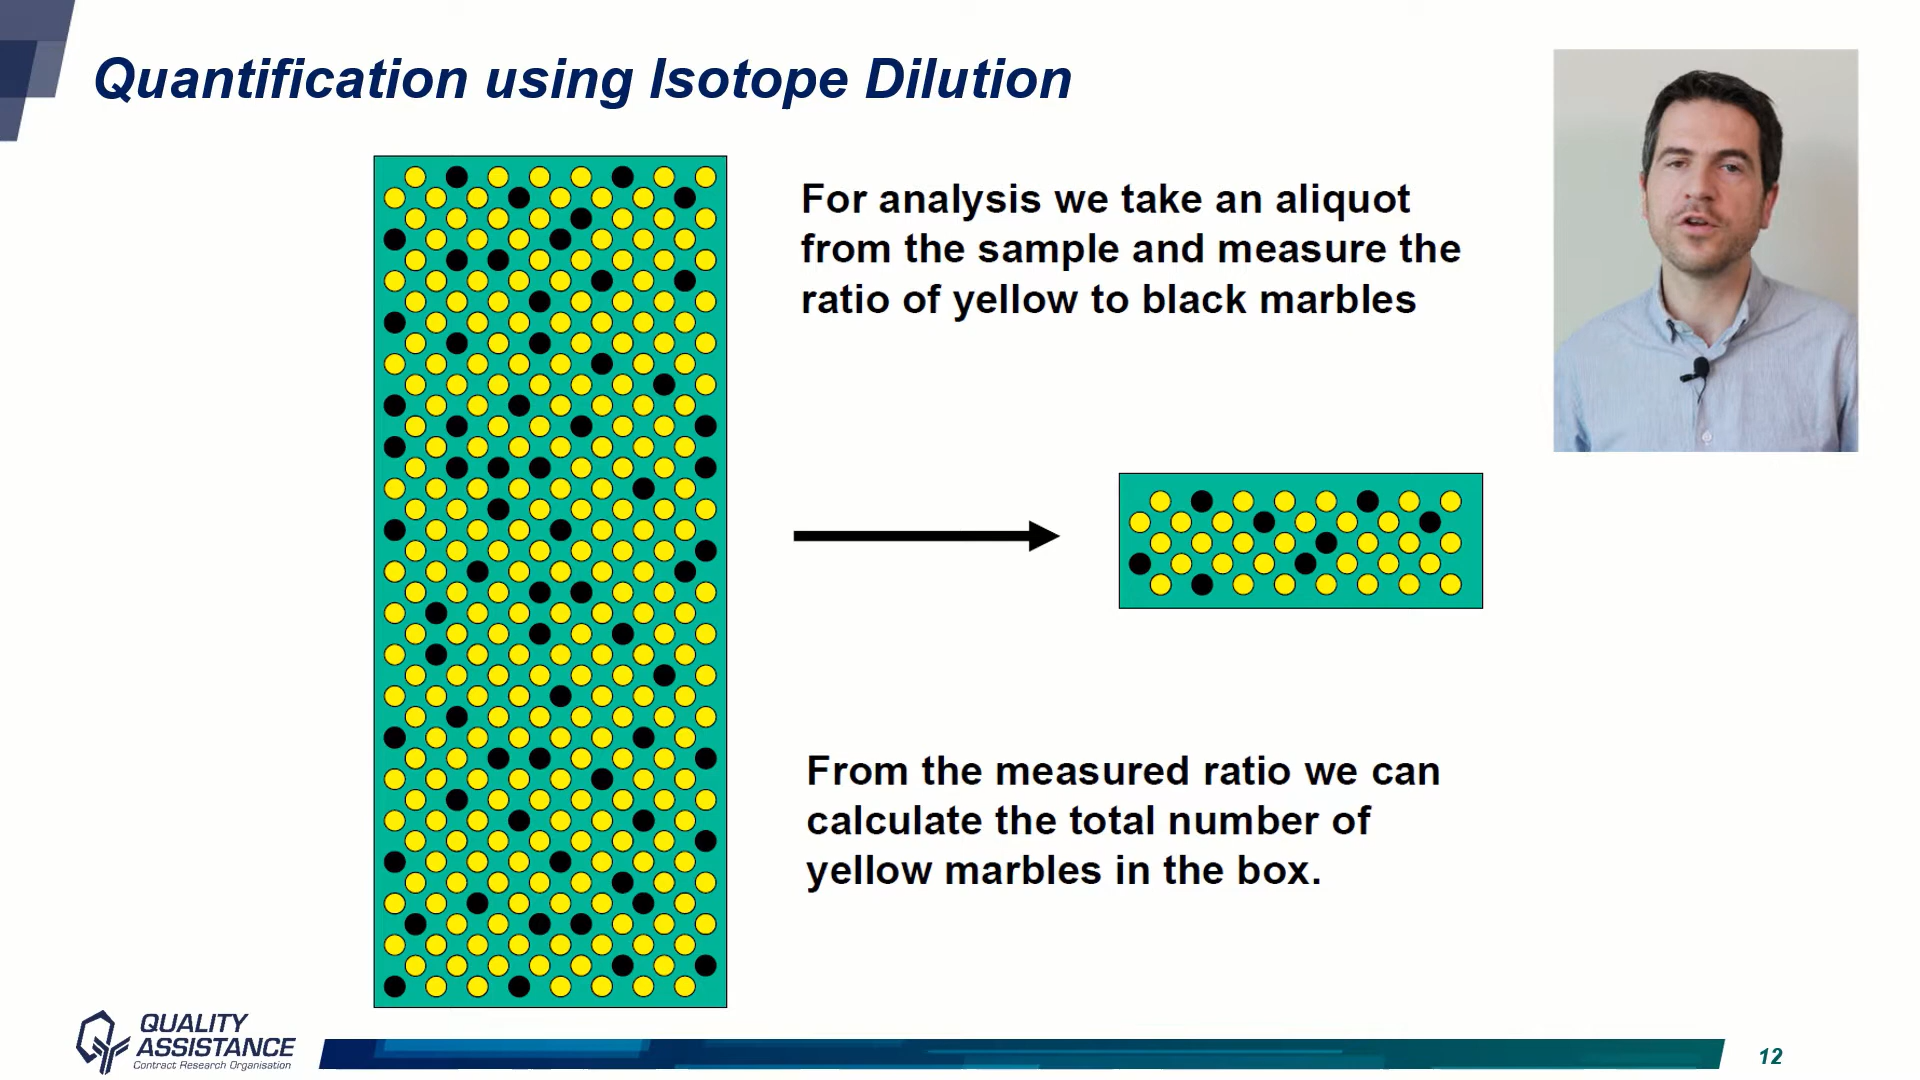 Quantification using Isotope Dilution
For analysis we take an aliquot
from the sample and measure the
ratio of yellow to black marbles
From the measured ratio we can
calculate the total number of
yellow marbles in the box.
QUALITY
ASSISTANCE
Contract Research Organisation
12